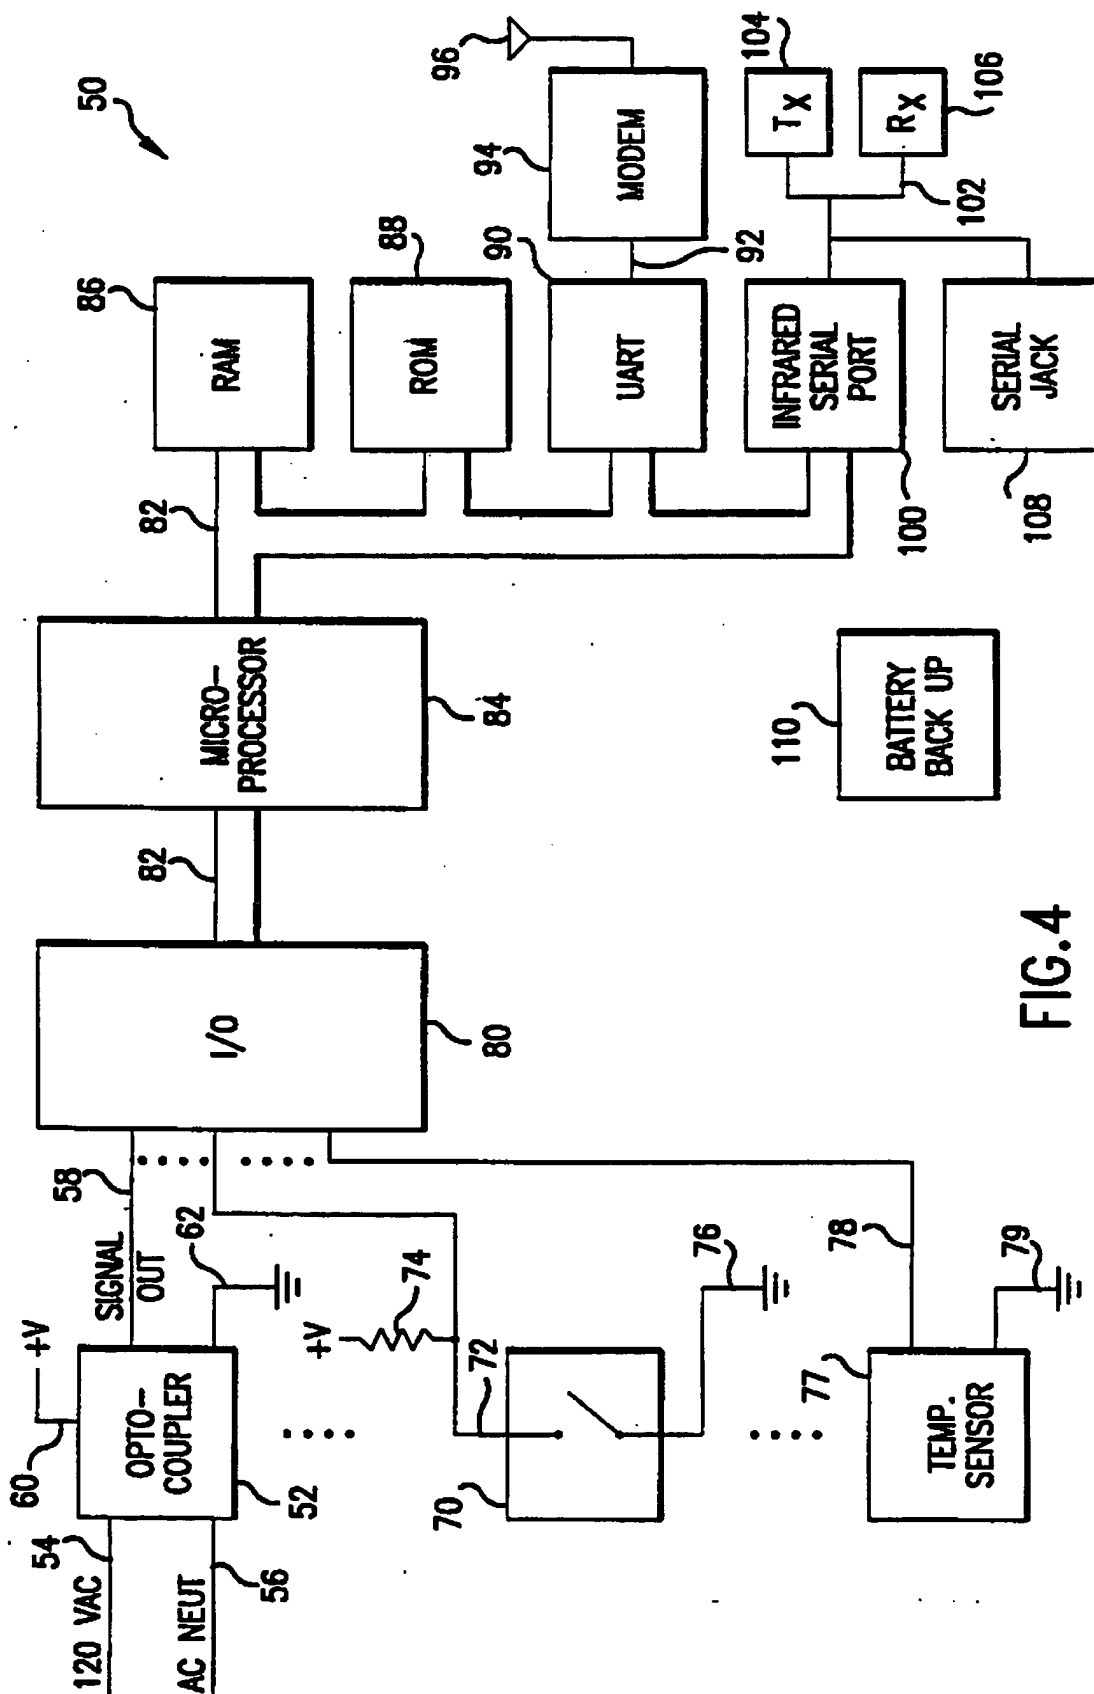 50
120 VAC
54
AC NEUT
56
60
+V
OPTO-
COUPLER
52
SIGNAL
OUT
58
62
+V
74
72
70
76
TEMP.
SENSOR
77
78
79
I/O
80
82
MICRO-
PROCESSOR
84
82
RAM
86
ROM
88
UART
90
92
MODEM
94
96
INFRARED
SERIAL
PORT
100
102
TX
104
RX
106
SERIAL
JACK
108
BATTERY
BACK UP
110
FIG.4